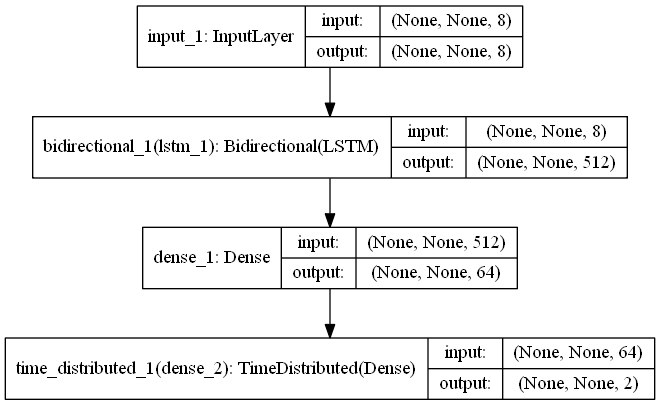 input_1: InputLayer
input: (None, None, 8)
output: (None, None, 8)
bidirectional_1(lstm_1): Bidirectional(LSTM)
input: (None, None, 8)
output: (None, None, 512)
dense_1: Dense
input: (None, None, 512)
output: (None, None, 64)
time_distributed_1(dense_2): TimeDistributed(Dense)
input: (None, None, 64)
output: (None, None, 2)